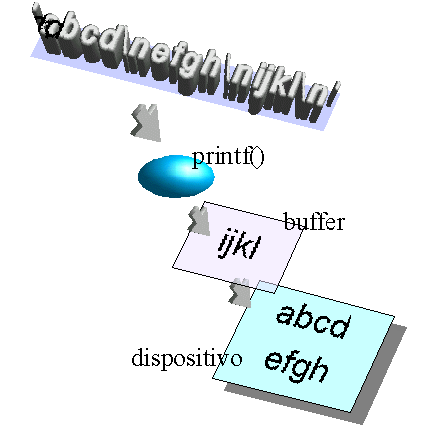 abcd\nefgh\nijkl\n
printf()
buffer
ijkl
abcd
efgh
dispositivo